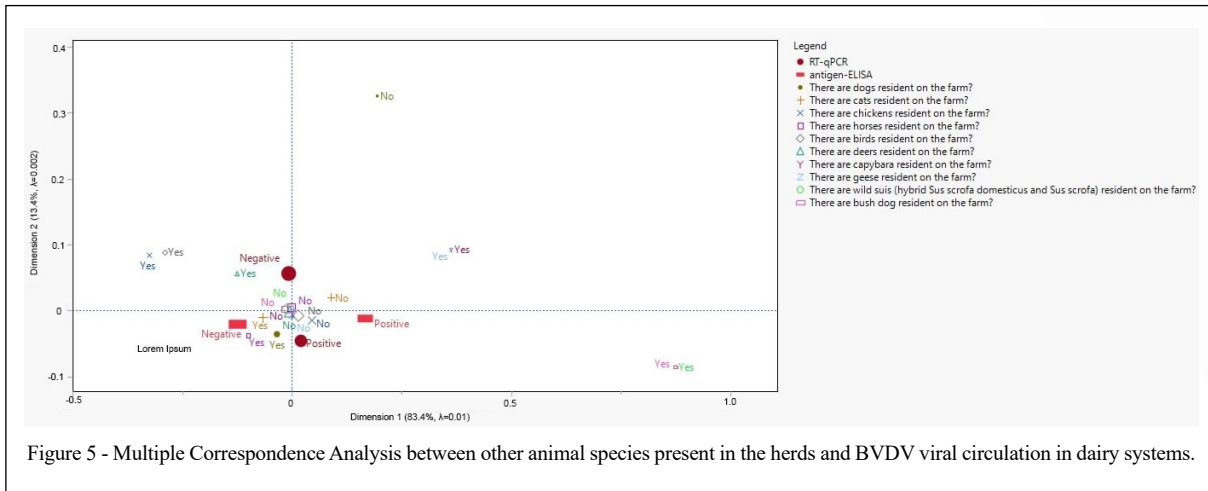 0.4
0.3
0.2
0.1
0
-0.1
Dimension 2 (13.4%, λ=0.002)
No
Yes
Yes
Yes
Negative
Yes
Yes
No
No
No
No
No
No
Yes
No
No
No
Positive
Negative
Yes
Yes
Positive
Lorem Ipsum
Yes
Yes
-0.5
0
0.5
1.0
Dimension 1 (83.4%, λ=0.01)
Legend
RT-qPCR
antigen-ELISA
There are dogs resident on the farm?
There are cats resident on the farm?
There are chickens resident on the farm?
There are horses resident on the farm?
There are birds resident on the farm?
There are deers resident on the farm?
There are capybara resident on the farm?
There are geese resident on the farm?
There are wild suis (hybrid Sus scrofa domesticus and Sus scrofa) resident on the farm?
There are bush dog resident on the farm?
Figure 5 - Multiple Correspondence Analysis between other animal species present in the herds and BVDV viral circulation in dairy systems.